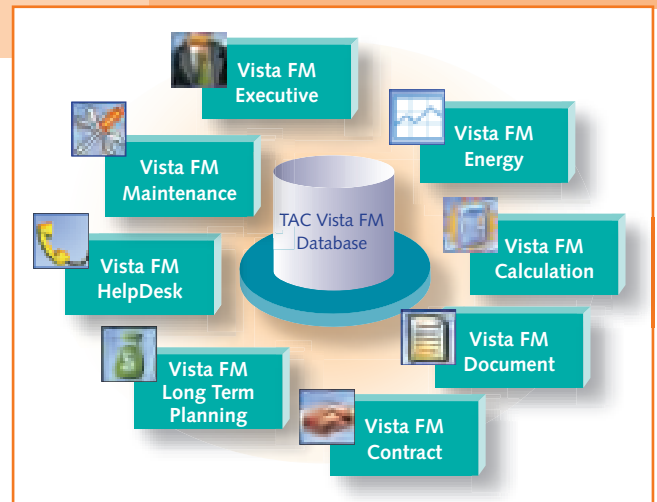 Vista FM
Executive
Vista FM
Energy
Vista FM
Maintenance
TAC Vista FM
Database
Vista FM
Calculation
Vista FM
HelpDesk
Vista FM
Document
Vista FM
Long Term
Planning
Vista FM
Contract